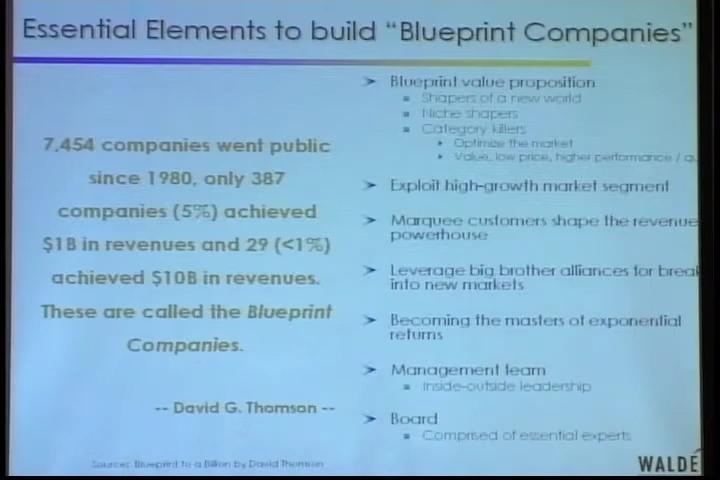 Essential Elements to build “Blueprint Companies”
7,454 companies went public
since 1980, only 387
companies (5%) achieved
$1B in revenues and 29 (<1%)
achieved $10B in revenues.
These are called the Blueprint
Companies.
-- David G. Thomson --
Blueprint value proposition
Shapers of a new world
Niche shapers
Category killers
Optimize the market
Value, low price, higher performance / q
Exploit high-growth market segment
Marquee customers shape the revenue
powerhouse
Leverage big brother alliances for break
into new markets
Becoming the masters of exponential
returns
Management team
Inside-outside leadership
Board
Comprised of essential experts
Sources: Blueprint to a Billion by David Thomson
WALDÉ